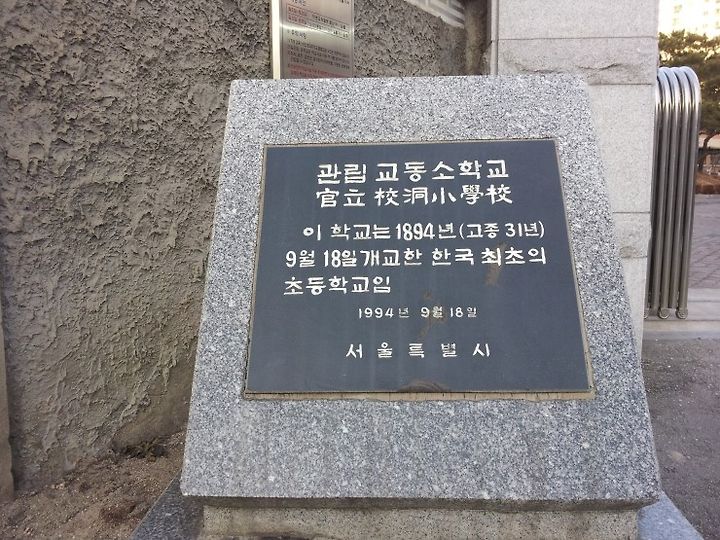 관립 교동소학교
官立 校洞小學校
이 학교는 1894년 (고종 31년)
9월 18일 개교한 한국 최초의
초등학교임
1994년 9월 18일
서울특별시